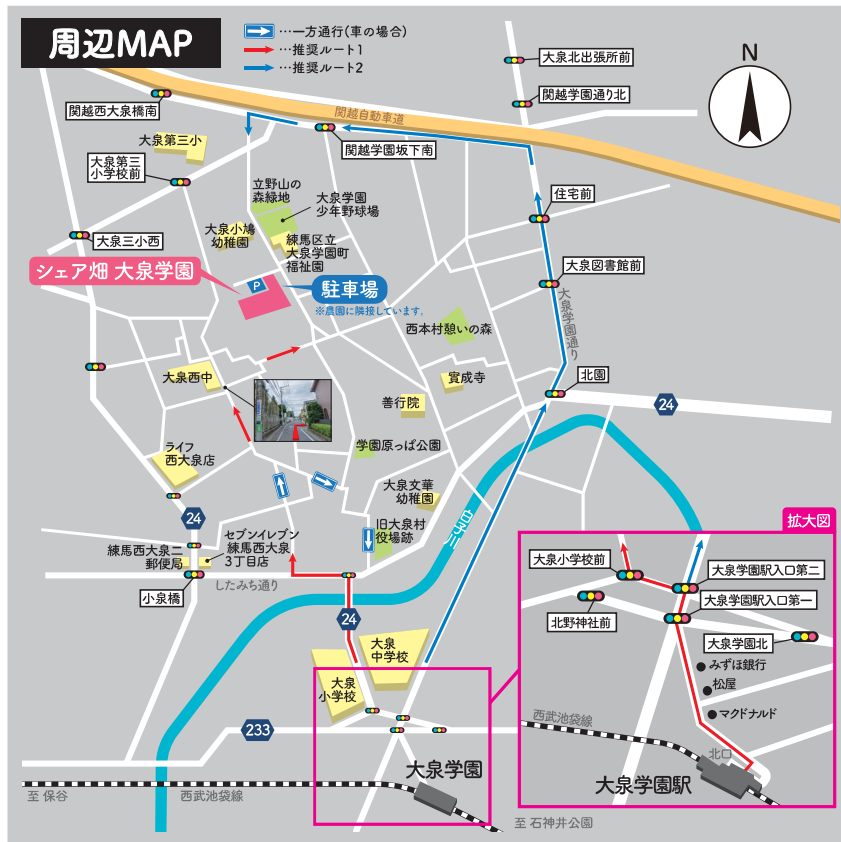 周辺MAP
…一方通行(車の場合)
…推奨ルート1
…推奨ルート2
N
大泉北出張所前
関越学園通り北
関越西大泉橋南
関越自動車道
関越学園坂下南
大泉第三小
大泉第三
小学校前
立野山の
森緑地
大泉学園
少年野球場
住宅前
大泉三小西
大泉小鳩
幼稚園
練馬区立
大泉学園町
福祉園
大泉図書館前
シェア畑 大泉学園
P
駐車場
※農園に隣接しています。
大泉学園通り
西本村憩いの森
大泉西中
實成寺
北園
24
善行院
学園原っぱ公園
ライフ
西大泉店
大泉文華
幼稚園
白子川
24
旧大泉村
役場跡
セブンイレブン
練馬西大泉
3丁目店
練馬西大泉二
郵便局
したみち通り
小泉橋
24
大泉
中学校
大泉
小学校
233
大泉学園
至 保谷
西武池袋線
至 石神井公園
拡大図
大泉小学校前
大泉学園駅入口第二
大泉学園駅入口第一
北野神社前
大泉学園北
みずほ銀行
松屋
マクドナルド
西武池袋線
北口
大泉学園駅